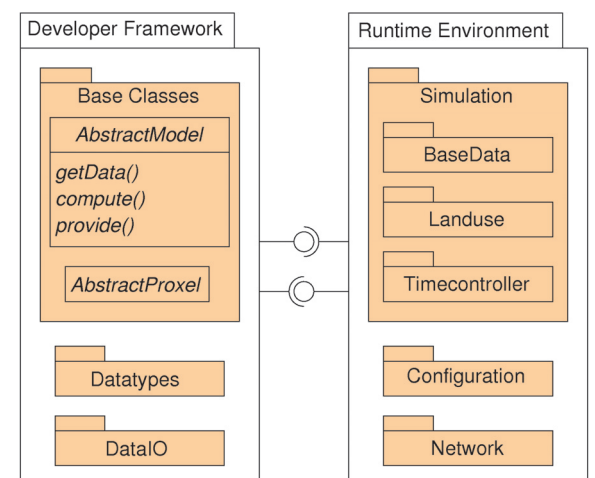 Developer Framework
Base Classes
AbstractModel
getData()
compute()
provide()
AbstractProxel
Datatypes
DataIO
Runtime Environment
Simulation
BaseData
Landuse
Timecontroller
Configuration
Network